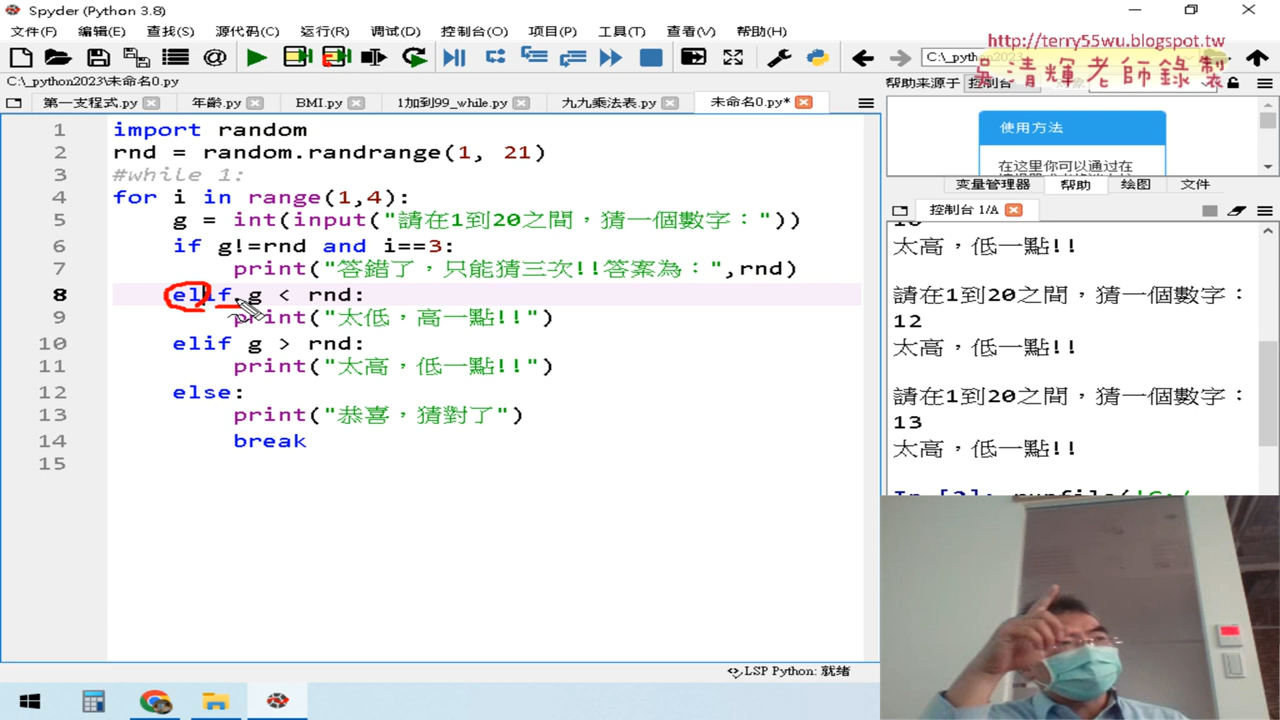 Spyder (Python 3.8)
文件(F) 编辑(E) 查找(S) 源代码(C) 运行(R) 调试(D) 控制台(O) 项目(P) 工具(T) 查看(V) 帮助(H)
http://terry55wu.blogspot.tw
吳清輝老師錄製
C:\_python2023\未命名0.py
帮助来源于 控制台
第一支程式.py 年齡.py BMI.py 1加到99_while.py 九九乘法表.py 未命名0.py*
使用方法
在这里你可以通过在
变量管理器 帮助 绘图 文件
控制台 1/A
1 import random
2 rnd = random.randrange(1, 21)
3 #while 1:
4 for i in range(1,4):
5 g = int(input("請在1到20之間，猜一個數字："))
6 if g!=rnd and i==3:
7 print("答錯了，只能猜三次!!答案為：",rnd)
8 elif g < rnd:
9 print("太低，高一點!!")
10 elif g > rnd:
11 print("太高，低一點!!")
12 else:
13 print("恭喜，猜對了")
14 break
15
太高，低一點!!
請在1到20之間，猜一個數字：
12
太高，低一點!!
請在1到20之間，猜一個數字：
13
太高，低一點!!
LSP Python: 就绪